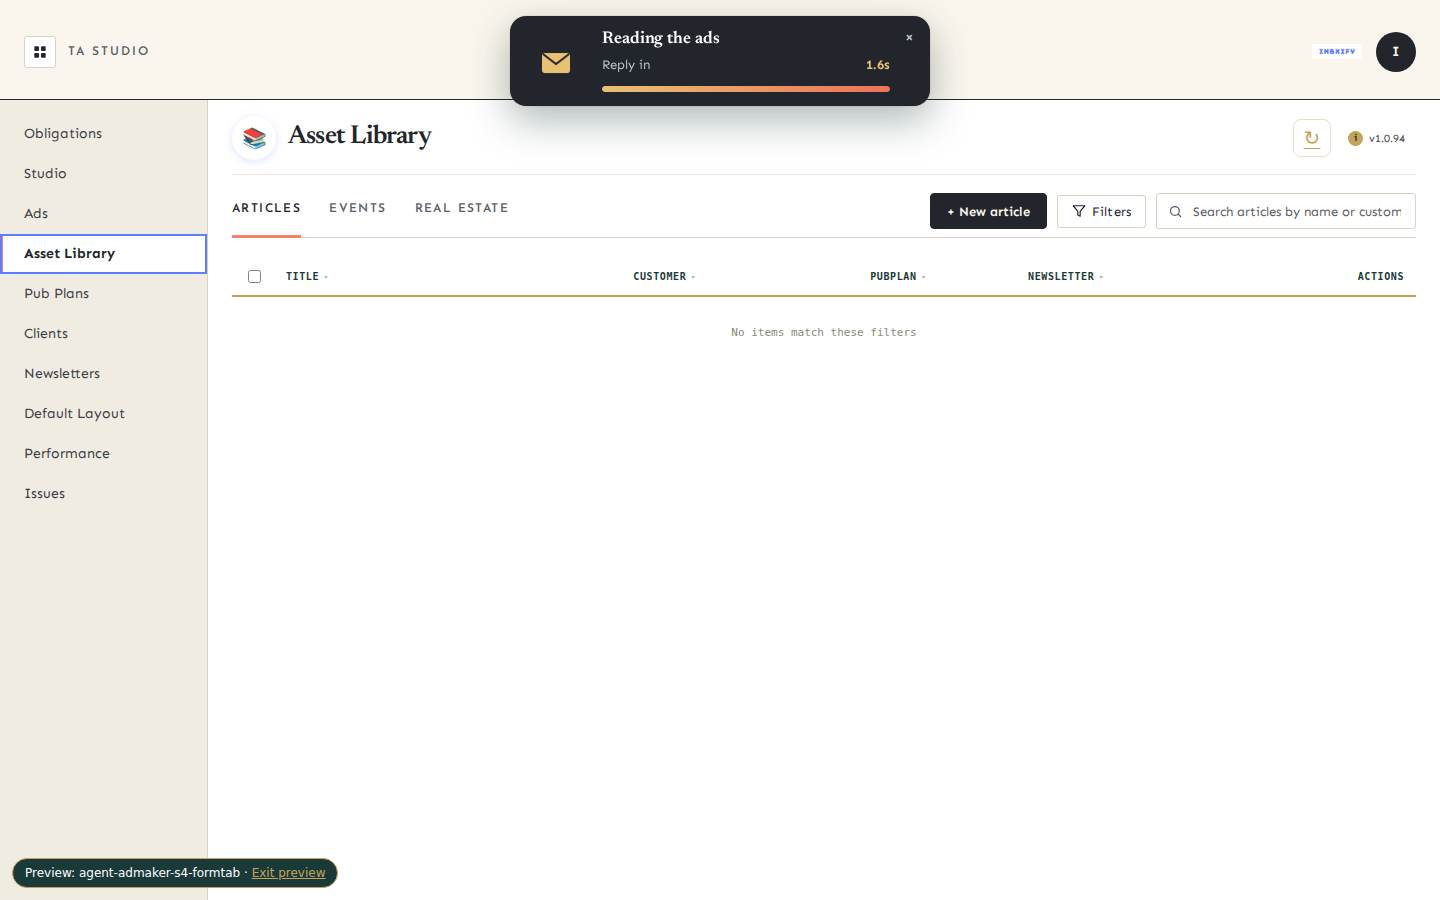 TA STUDIO
Reading the ads
×
Reply in
1.6s
INBXIFY
I
Obligations
Studio
Ads
Asset Library
Pub Plans
Clients
Newsletters
Default Layout
Performance
Issues
Asset Library
i
v1.0.94
ARTICLES
EVENTS
REAL ESTATE
+ New article
Filters
Search articles by name or custom
TITLE
CUSTOMER
PUBPLAN
NEWSLETTER
ACTIONS
No items match these filters
Preview: agent-admaker-s4-formtab · Exit preview